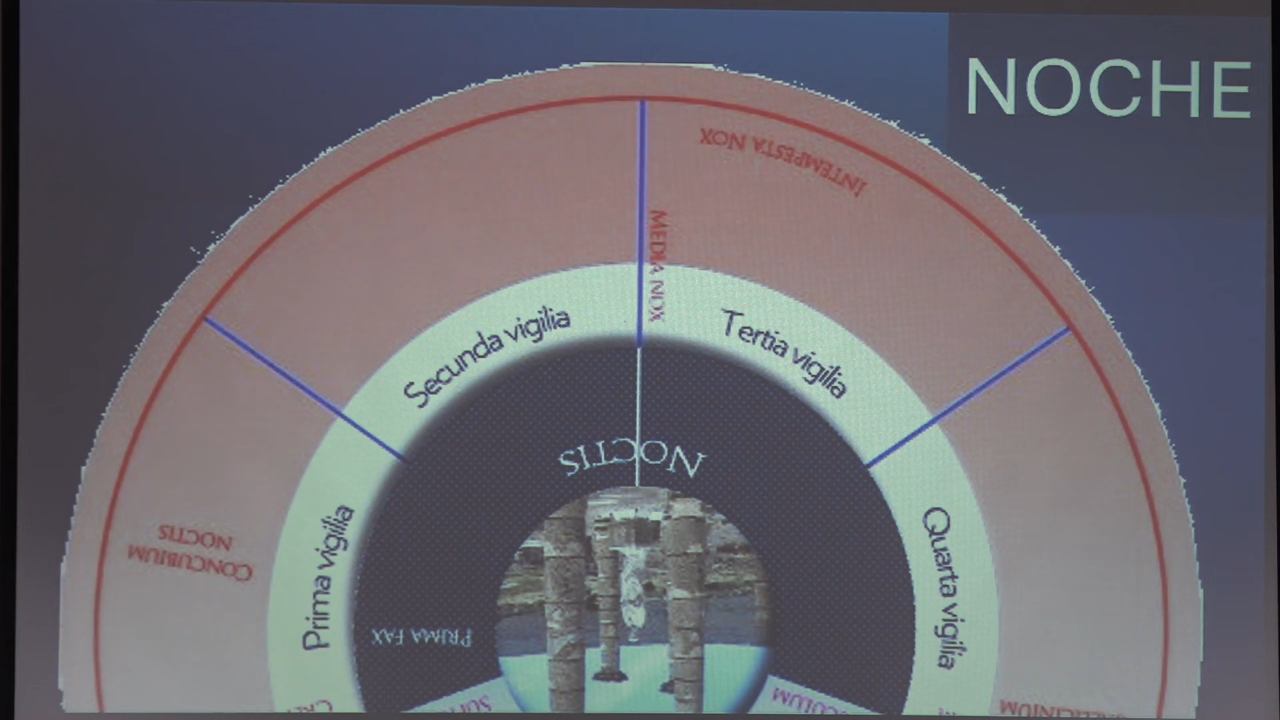 NOCHE
INTEMPESTA NOX
MEDIA NOX
Secunda vigilia
Tertia vigilia
NOCTIS
CONCUBIUM
NOCTIS
Prima vigilia
Quarta vigilia
PRIMA FAX